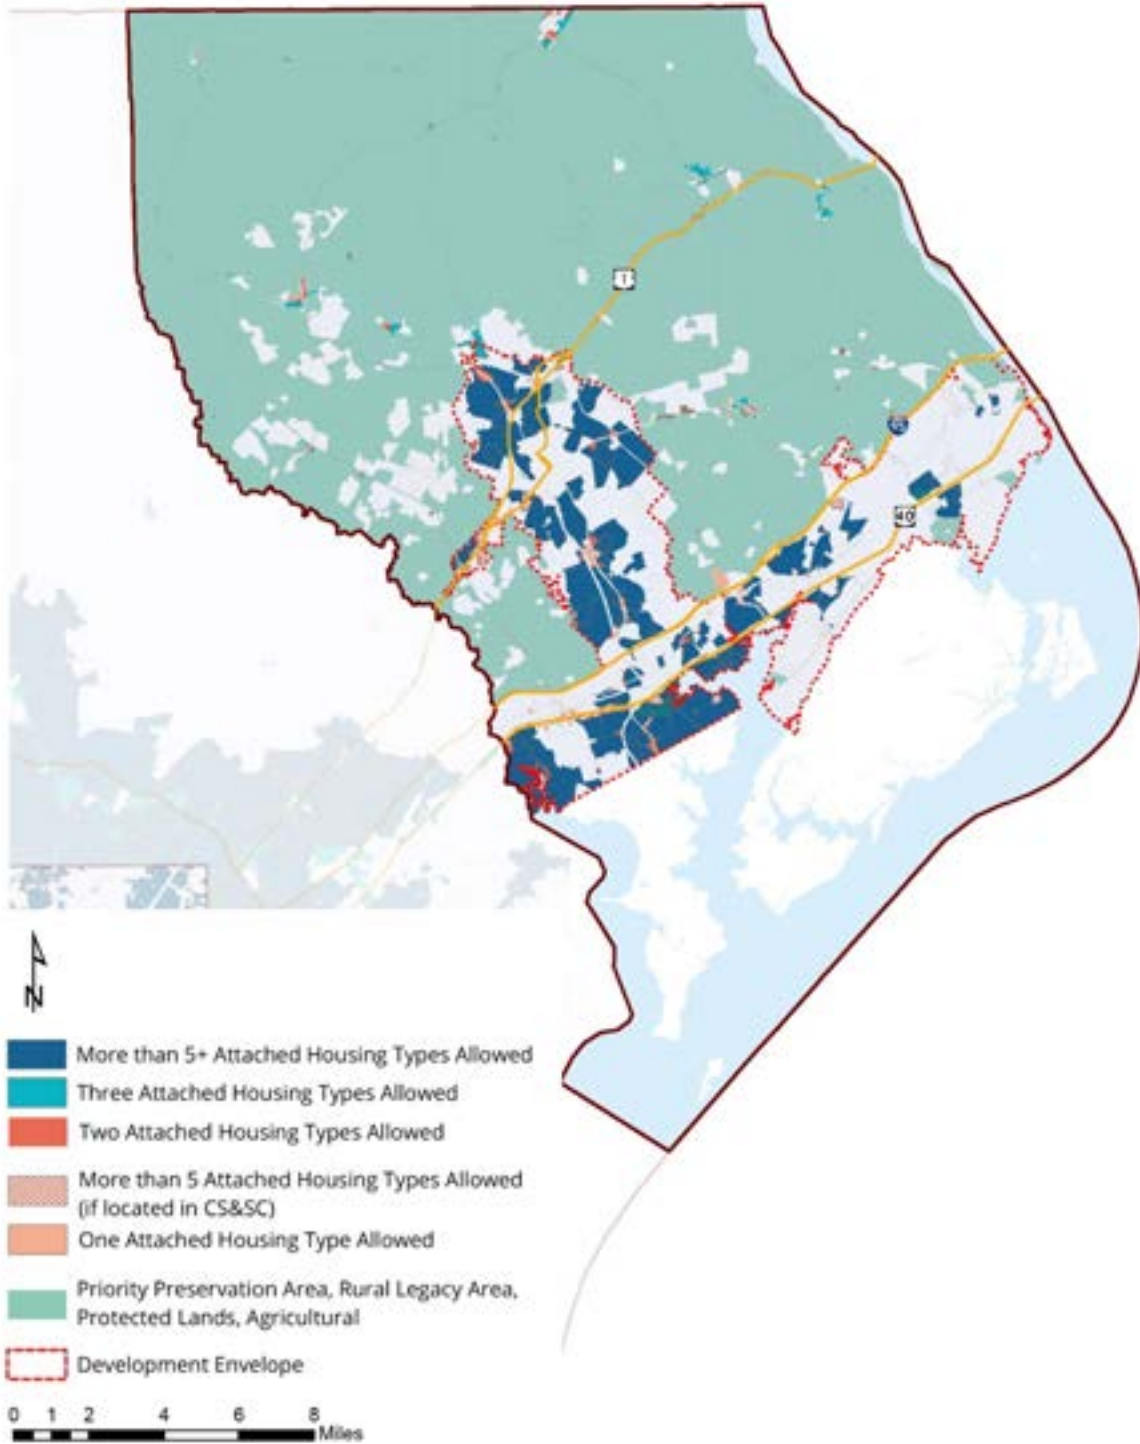 1
95
40
N
More than 5+ Attached Housing Types Allowed
Three Attached Housing Types Allowed
Two Attached Housing Types Allowed
More than 5 Attached Housing Types Allowed
(if located in CS&SC)
One Attached Housing Type Allowed
Priority Preservation Area, Rural Legacy Area,
Protected Lands, Agricultural
Development Envelope
0 1 2 4 6 8
Miles